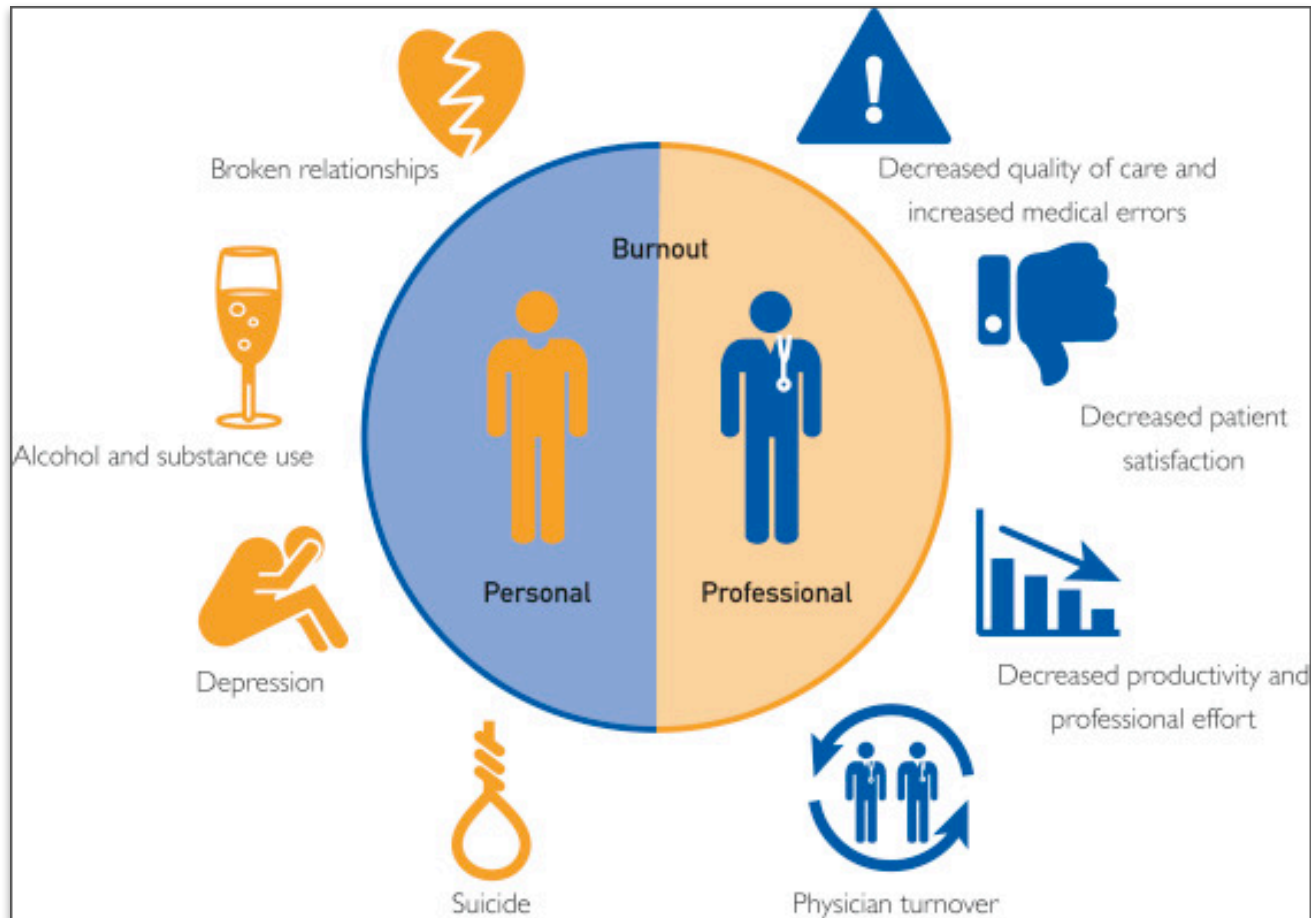 Broken relationships
Alcohol and substance use
Depression
Suicide
Burnout
Personal
Professional
Decreased quality of care and
increased medical errors
Decreased patient
satisfaction
Decreased productivity and
professional effort
Physician turnover